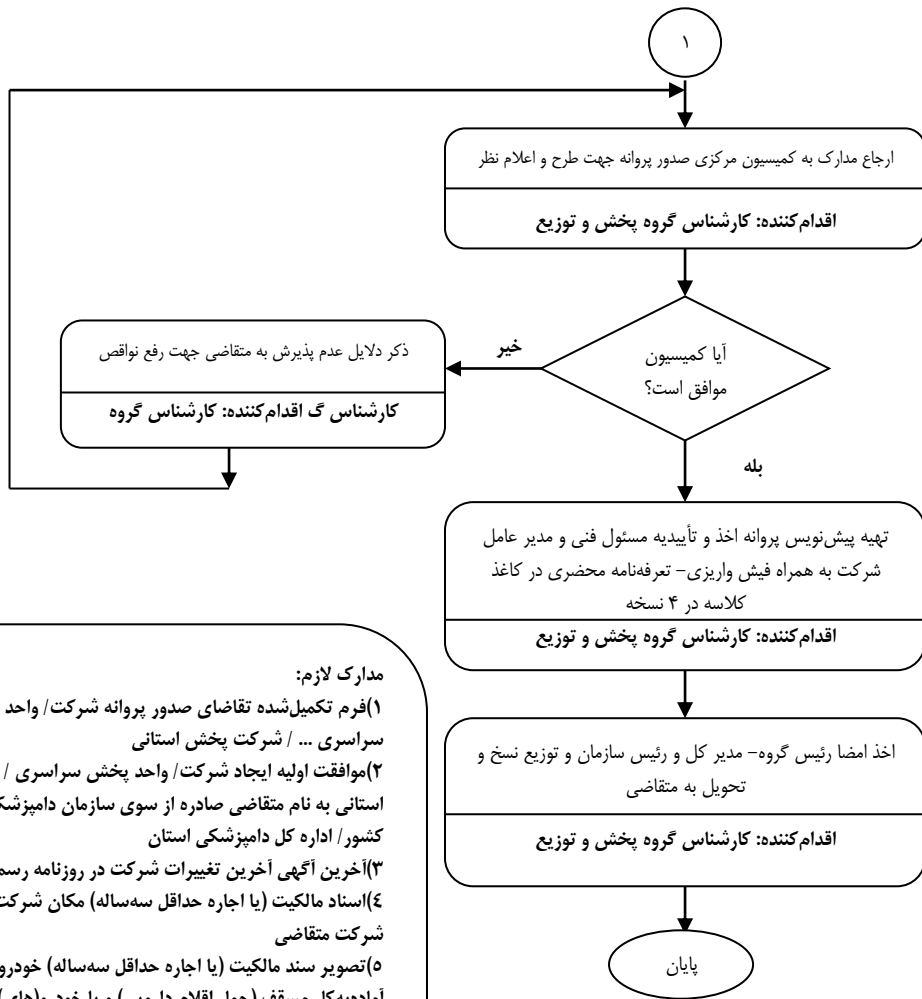 ۱
ارجاع مدارک به کمیسیون مرکزی صدور پروانه جهت طرح و اعلام نظر
اقدام‌کننده: کارشناس گروه پخش و توزیع
آیا کمیسیون
موافق است؟
خیر
ذکر دلایل عدم پذیرش به متقاضی جهت رفع نواقص
کارشناس گ اقدام‌کننده: کارشناس گروه
بله
تهیه پیش‌نویس پروانه اخذ و تأییدیه مسئول فنی و مدیر عامل
شرکت به همراه فیش واریزی– تعرفه‌نامه محضری در کاغذ
کلاسه در ۴ نسخه
اقدام‌کننده: کارشناس گروه پخش و توزیع
اخذ امضا رئیس گروه– مدیر کل و رئیس سازمان و توزیع نسخ و
تحویل به متقاضی
اقدام‌کننده: کارشناس گروه پخش و توزیع
پایان
مدارک لازم:
۱)فرم تکمیل‌شده تقاضای صدور پروانه شرکت/ واحد
سراسری ... / شرکت پخش استانی
۲)موافقت اولیه ایجاد شرکت/ واحد پخش سراسری /
استانی به نام متقاضی صادره از سوی سازمان
کشور/ اداره کل دامپزشکی استان
۳)آخرین آگهی آخرین تغییرات شرکت در روزنامه
٤)اسناد مالکیت (یا اجاره حداقل سه‌ساله) مکان شرکت
شرکت متقاضی
٥)تصویر سند مالکیت (یا اجاره حداقل سه‌ساله)